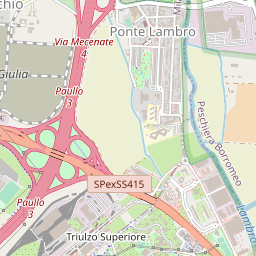 chio
Ponte Lambro
Via Mecenate
4
Giulia
Paullo
3
Peschiera Borromeo
SPexSS415
Paullo
3
Lambro
Triulzo Superiore